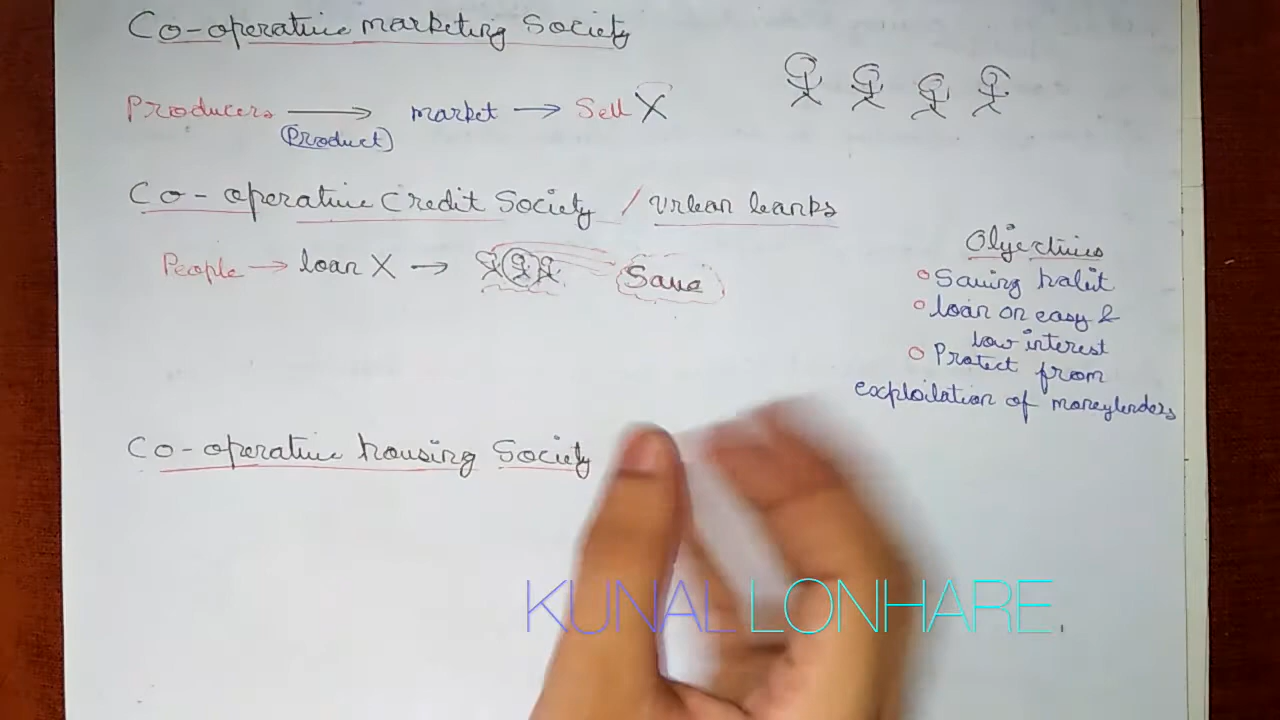 Co-operative marketing Society
Producers → market → Sell X
(Product)
Co-operative Credit Society / Urban banks
People → loan X → Save
Objectives
Saving habit
loan on easy &
low interest
Protect from
exploitation of moneylenders
Co-operative housing Society
KUNAL LONHARE.